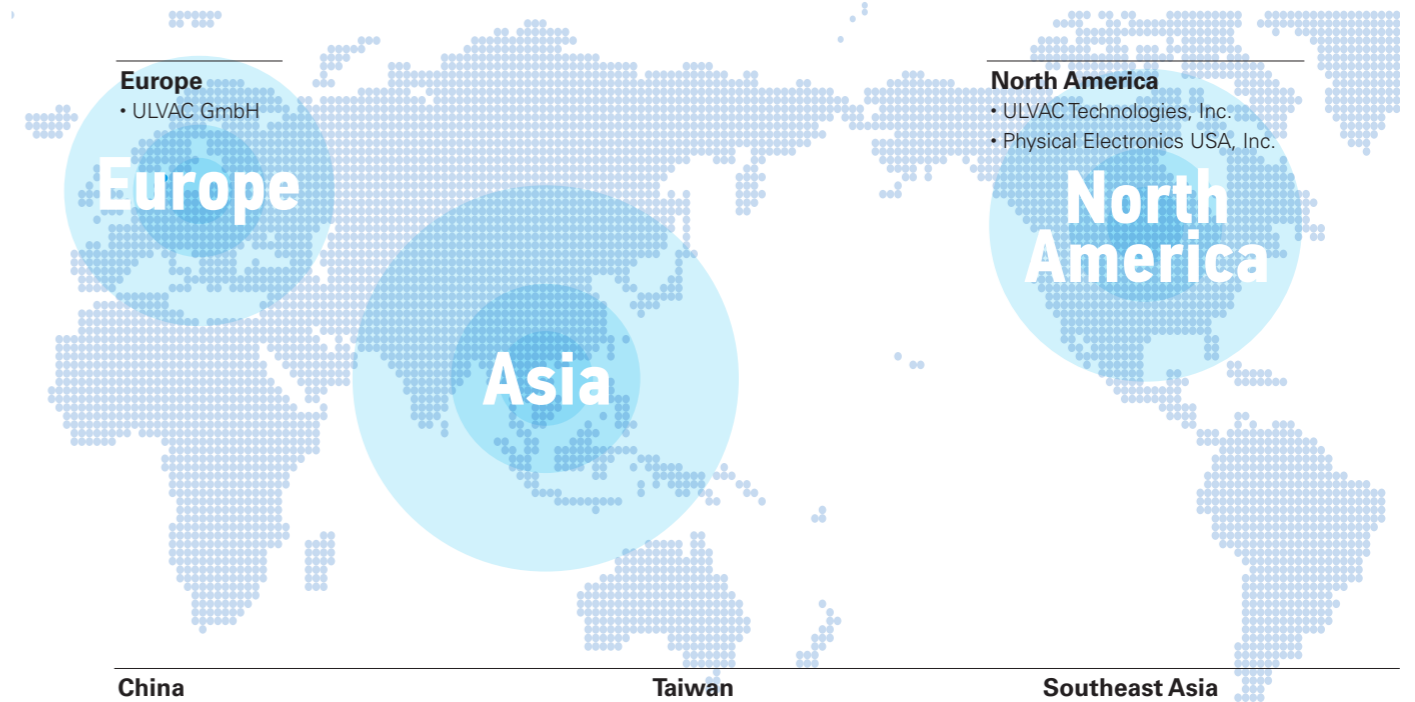 Europe
• ULVAC GmbH
North America
• ULVAC Technologies, Inc.
• Physical Electronics USA, Inc.
Europe
North
America
Asia
China
Taiwan
Southeast Asia